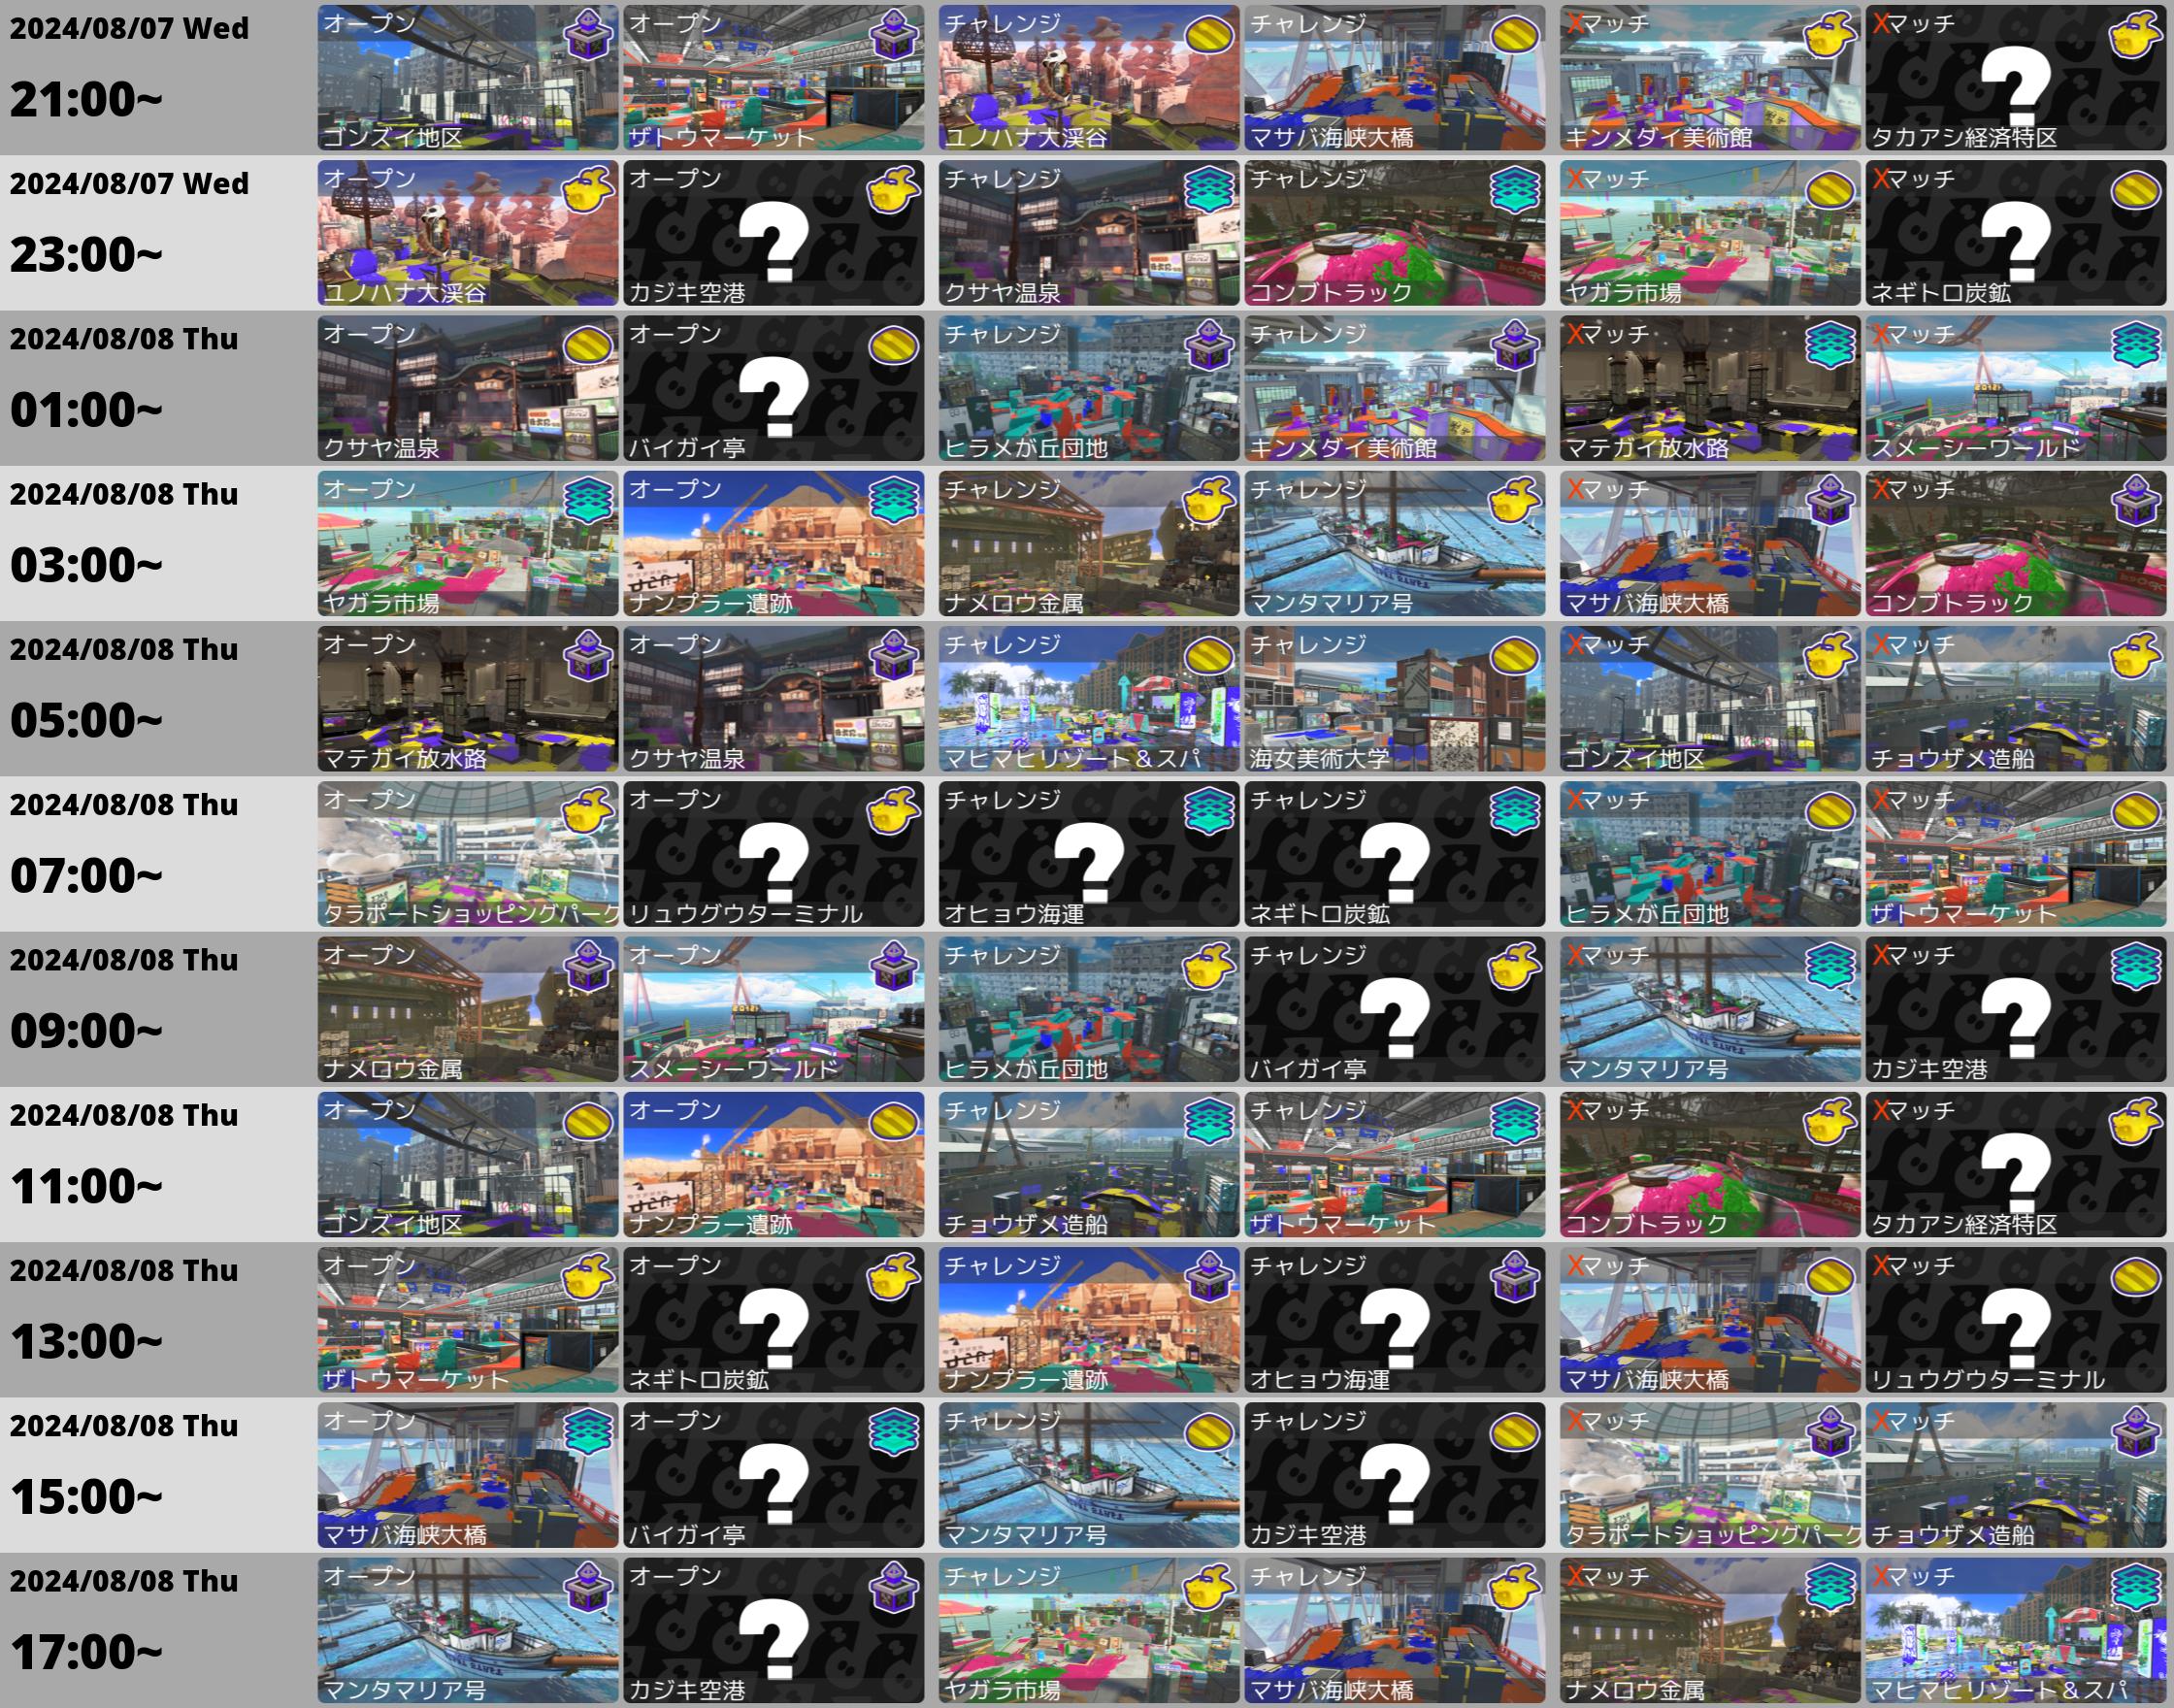 2024/08/07 Wed
21:00~
オープン
ゴンズイ地区
オープン
ザトウマーケット
チャレンジ
ユノハナ大渓谷
チャレンジ
マサバ海峡大橋
Xマッチ
キンメダイ美術館
Xマッチ
?
タカアシ経済特区
2024/08/07 Wed
23:00~
オープン
ユノハナ大渓谷
オープン
?
カジキ空港
チャレンジ
クサヤ温泉
チャレンジ
コンブトラック
Xマッチ
ヤガラ市場
Xマッチ
?
ネギトロ炭鉱
2024/08/08 Thu
01:00~
オープン
クサヤ温泉
オープン
?
バイガイ亭
チャレンジ
ヒラメが丘団地
チャレンジ
キンメダイ美術館
Xマッチ
マテガイ放水路
Xマッチ
スメーシーワールド
2024/08/08 Thu
03:00~
オープン
ヤガラ市場
オープン
ナンプラー遺跡
チャレンジ
ナメロウ金属
チャレンジ
マンタマリア号
Xマッチ
マサバ海峡大橋
Xマッチ
コンブトラック
2024/08/08 Thu
05:00~
オープン
マテガイ放水路
オープン
クサヤ温泉
チャレンジ
マヒマヒリゾート＆スパ
チャレンジ
海女美術大学
Xマッチ
ゴンズイ地区
Xマッチ
チョウザメ造船
2024/08/08 Thu
07:00~
オープン
タラポートショッピングパーク
オープン
?
リュウグウターミナル
チャレンジ
?
オヒョウ海運
チャレンジ
?
ネギトロ炭鉱
Xマッチ
ヒラメが丘団地
Xマッチ
ザトウマーケット
2024/08/08 Thu
09:00~
オープン
ナメロウ金属
オープン
スメーシーワールド
チャレンジ
ヒラメが丘団地
チャレンジ
?
バイガイ亭
Xマッチ
マンタマリア号
Xマッチ
?
カジキ空港
2024/08/08 Thu
11:00~
オープン
ゴンズイ地区
オープン
ナンプラー遺跡
チャレンジ
チョウザメ造船
チャレンジ
ザトウマーケット
Xマッチ
コンブトラック
Xマッチ
?
タカアシ経済特区
2024/08/08 Thu
13:00~
オープン
ザトウマーケット
オープン
?
ネギトロ炭鉱
チャレンジ
ナンプラー遺跡
チャレンジ
?
オヒョウ海運
Xマッチ
マサバ海峡大橋
Xマッチ
?
リュウグウターミナル
2024/08/08 Thu
15:00~
オープン
マサバ海峡大橋
オープン
?
バイガイ亭
チャレンジ
マンタマリア号
チャレンジ
?
カジキ空港
Xマッチ
タラポートショッピングパーク
Xマッチ
チョウザメ造船
2024/08/08 Thu
17:00~
オープン
マンタマリア号
オープン
?
カジキ空港
チャレンジ
ヤガラ市場
チャレンジ
マサバ海峡大橋
Xマッチ
ナメロウ金属
Xマッチ
マヒマヒリゾート＆スパ